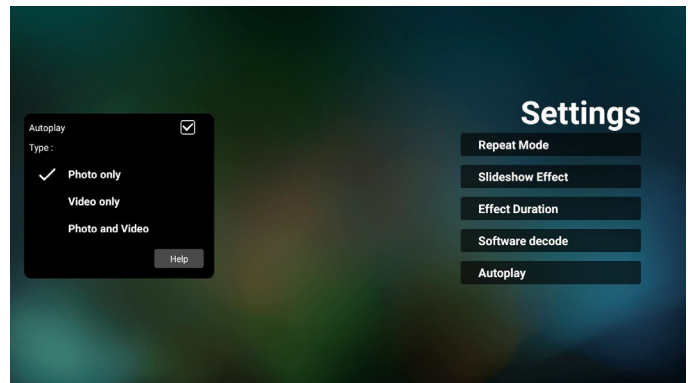 Autoplay
Type :
Photo only
Video only
Photo and Video
Help
Settings
Repeat Mode
Slideshow Effect
Effect Duration
Software decode
Autoplay